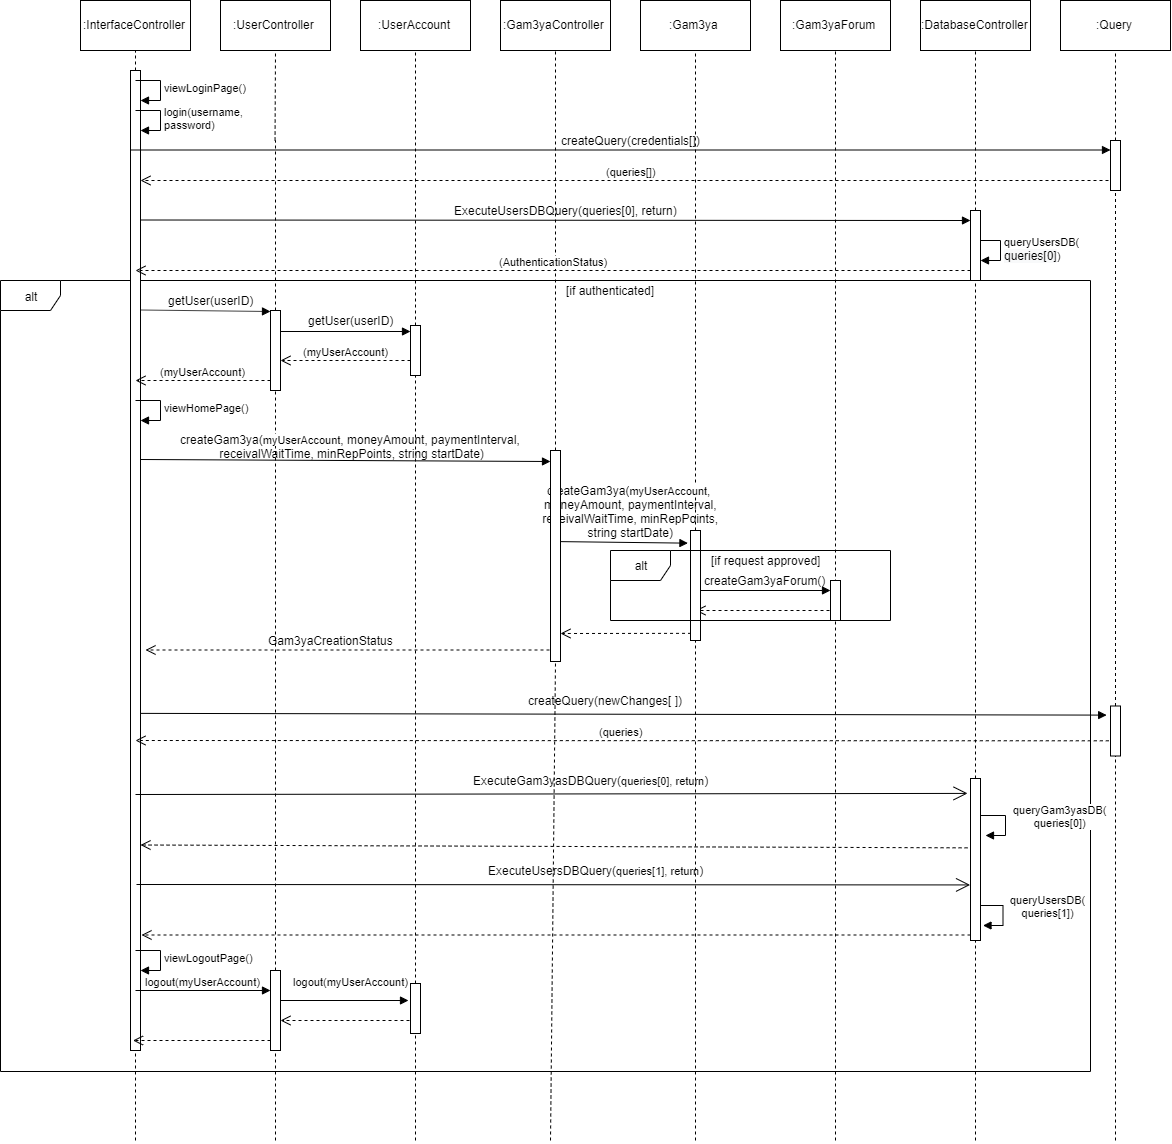 :InterfaceController
:UserController
:UserAccount
:Gam3yaController
:Gam3ya
:Gam3yaForum
:DatabaseController
:Query
viewLoginPage()
login(username,
password)
createQuery(credentials[])
(queries[])
ExecuteUsersDBQuery(queries[0], return)
queryUsersDB(
queries[0])
(AuthenticationStatus)
alt
[if authenticated]
getUser(userID)
getUser(userID)
(myUserAccount)
(myUserAccount)
viewHomePage()
createGam3ya(myUserAccount, moneyAmount, paymentInterval,
receivalWaitTime, minRepPoints, string startDate)
createGam3ya(myUserAccount,
moneyAmount, paymentInterval,
receivalWaitTime, minRepPoints,
string startDate)
alt
[if request approved]
createGam3yaForum()
Gam3yaCreationStatus
createQuery(newChanges[ ])
(queries)
ExecuteGam3yasDBQuery(queries[0], return)
queryGam3yasDB(
queries[0])
ExecuteUsersDBQuery(queries[1], return)
queryUsersDB(
queries[1])
viewLogoutPage()
logout(myUserAccount)
logout(myUserAccount)